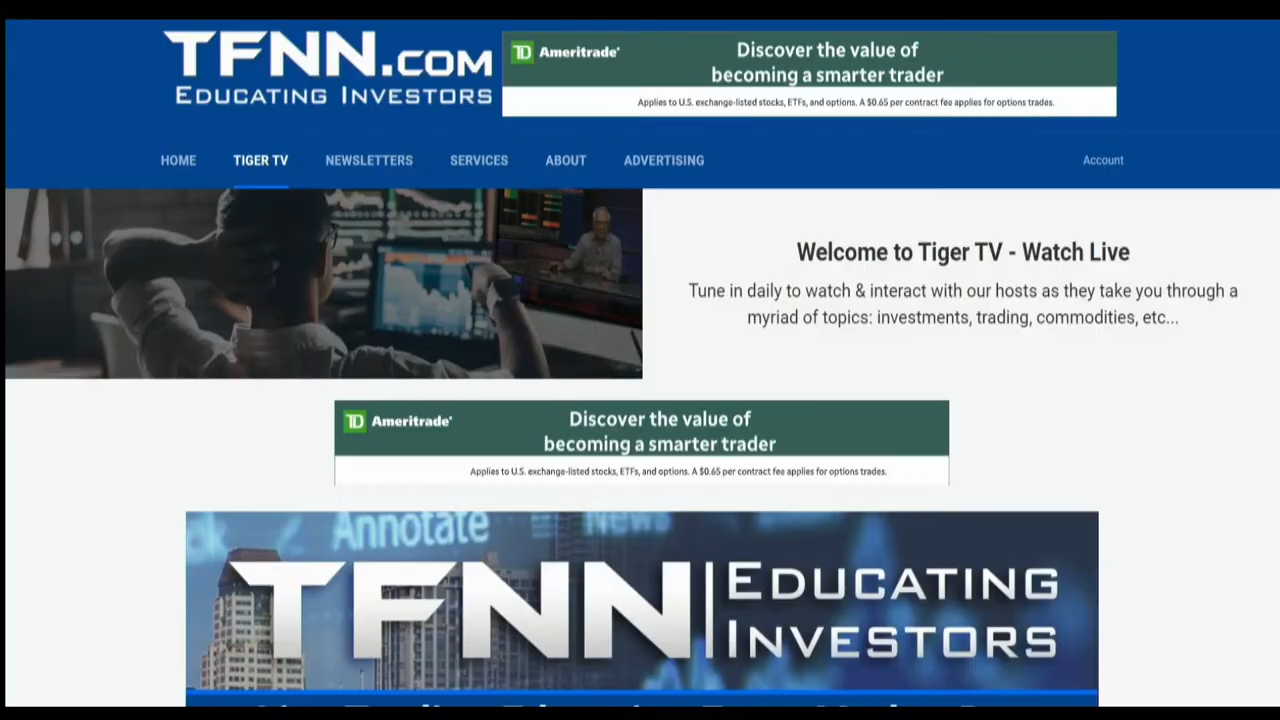 TFNN.COM
EDUCATING INVESTORS
TD Ameritrade
Discover the value of
becoming a smarter trader
Applies to U.S. exchange-listed stocks, ETFs, and options. A $0.65 per contract fee applies for options trades.
HOME TIGER TV NEWSLETTERS SERVICES ABOUT ADVERTISING Account
Welcome to Tiger TV - Watch Live
Tune in daily to watch & interact with our hosts as they take you through a
myriad of topics: investments, trading, commodities, etc...
TD Ameritrade
Discover the value of
becoming a smarter trader
Applies to U.S. exchange-listed stocks, ETFs, and options. A $0.65 per contract fee applies for options trades.
Annotate News
TFNN EDUCATING
INVESTORS